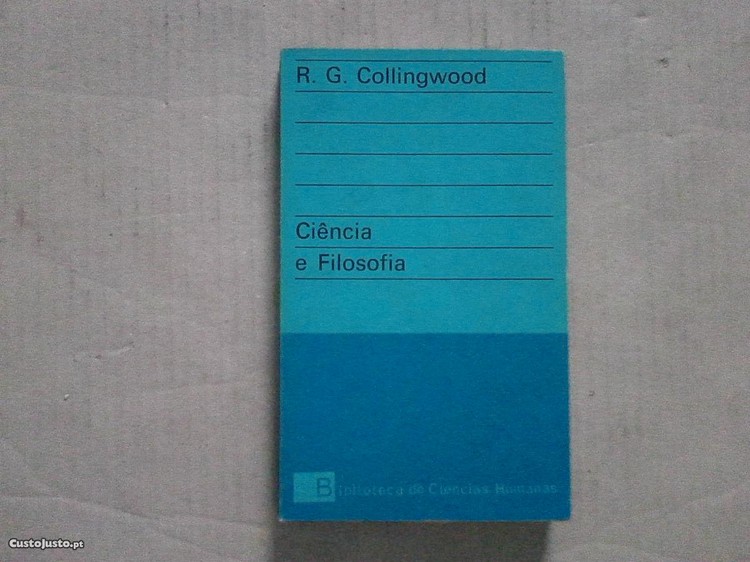 R. G. Collingwood
Ciência
e Filosofia
Biblioteca de Ciências Humanas
CustoJusto.pt